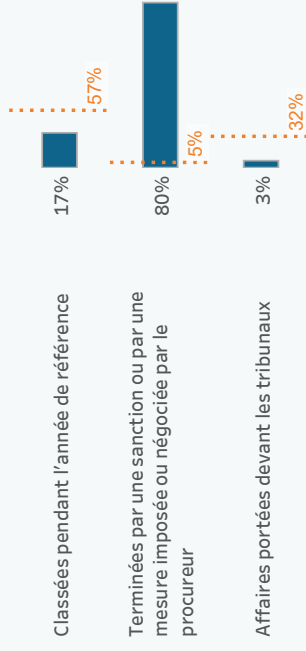 Classées pendant l'année de référence
17%
57%
Terminées par une sanction ou par une
mesure imposée ou négociée par le
procureur
80%
5%
Affaires portées devant les tribunaux
3%
32%